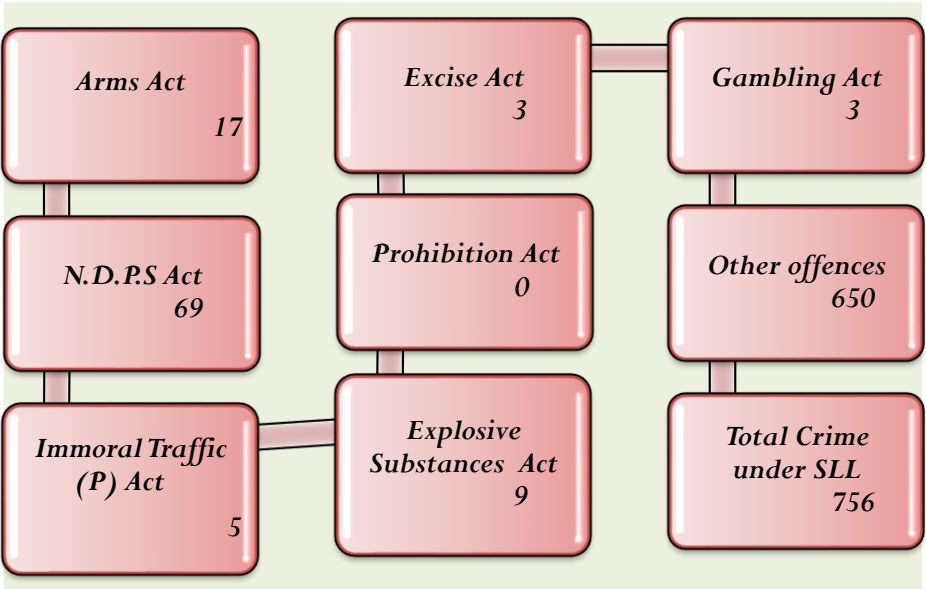 Arms Act
17
N.D.P.S Act
69
Immoral Traffic
(P) Act
5
Explosive
Substances Act
9
Prohibition Act
0
Excise Act
3
Gambling Act
3
Other offences
650
Total Crime
under SLL
756